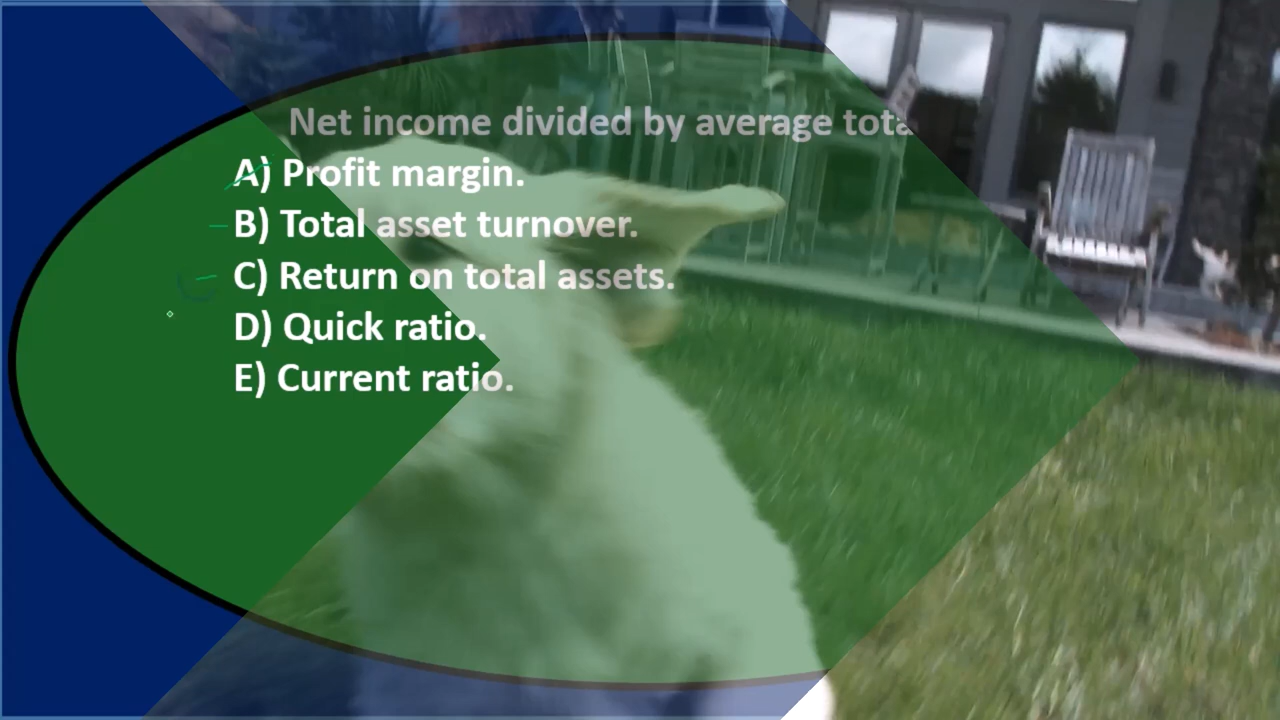 Net income divided by average tota
A) Profit margin.
B) Total asset turnover.
C) Return on total assets.
D) Quick ratio.
E) Current ratio.